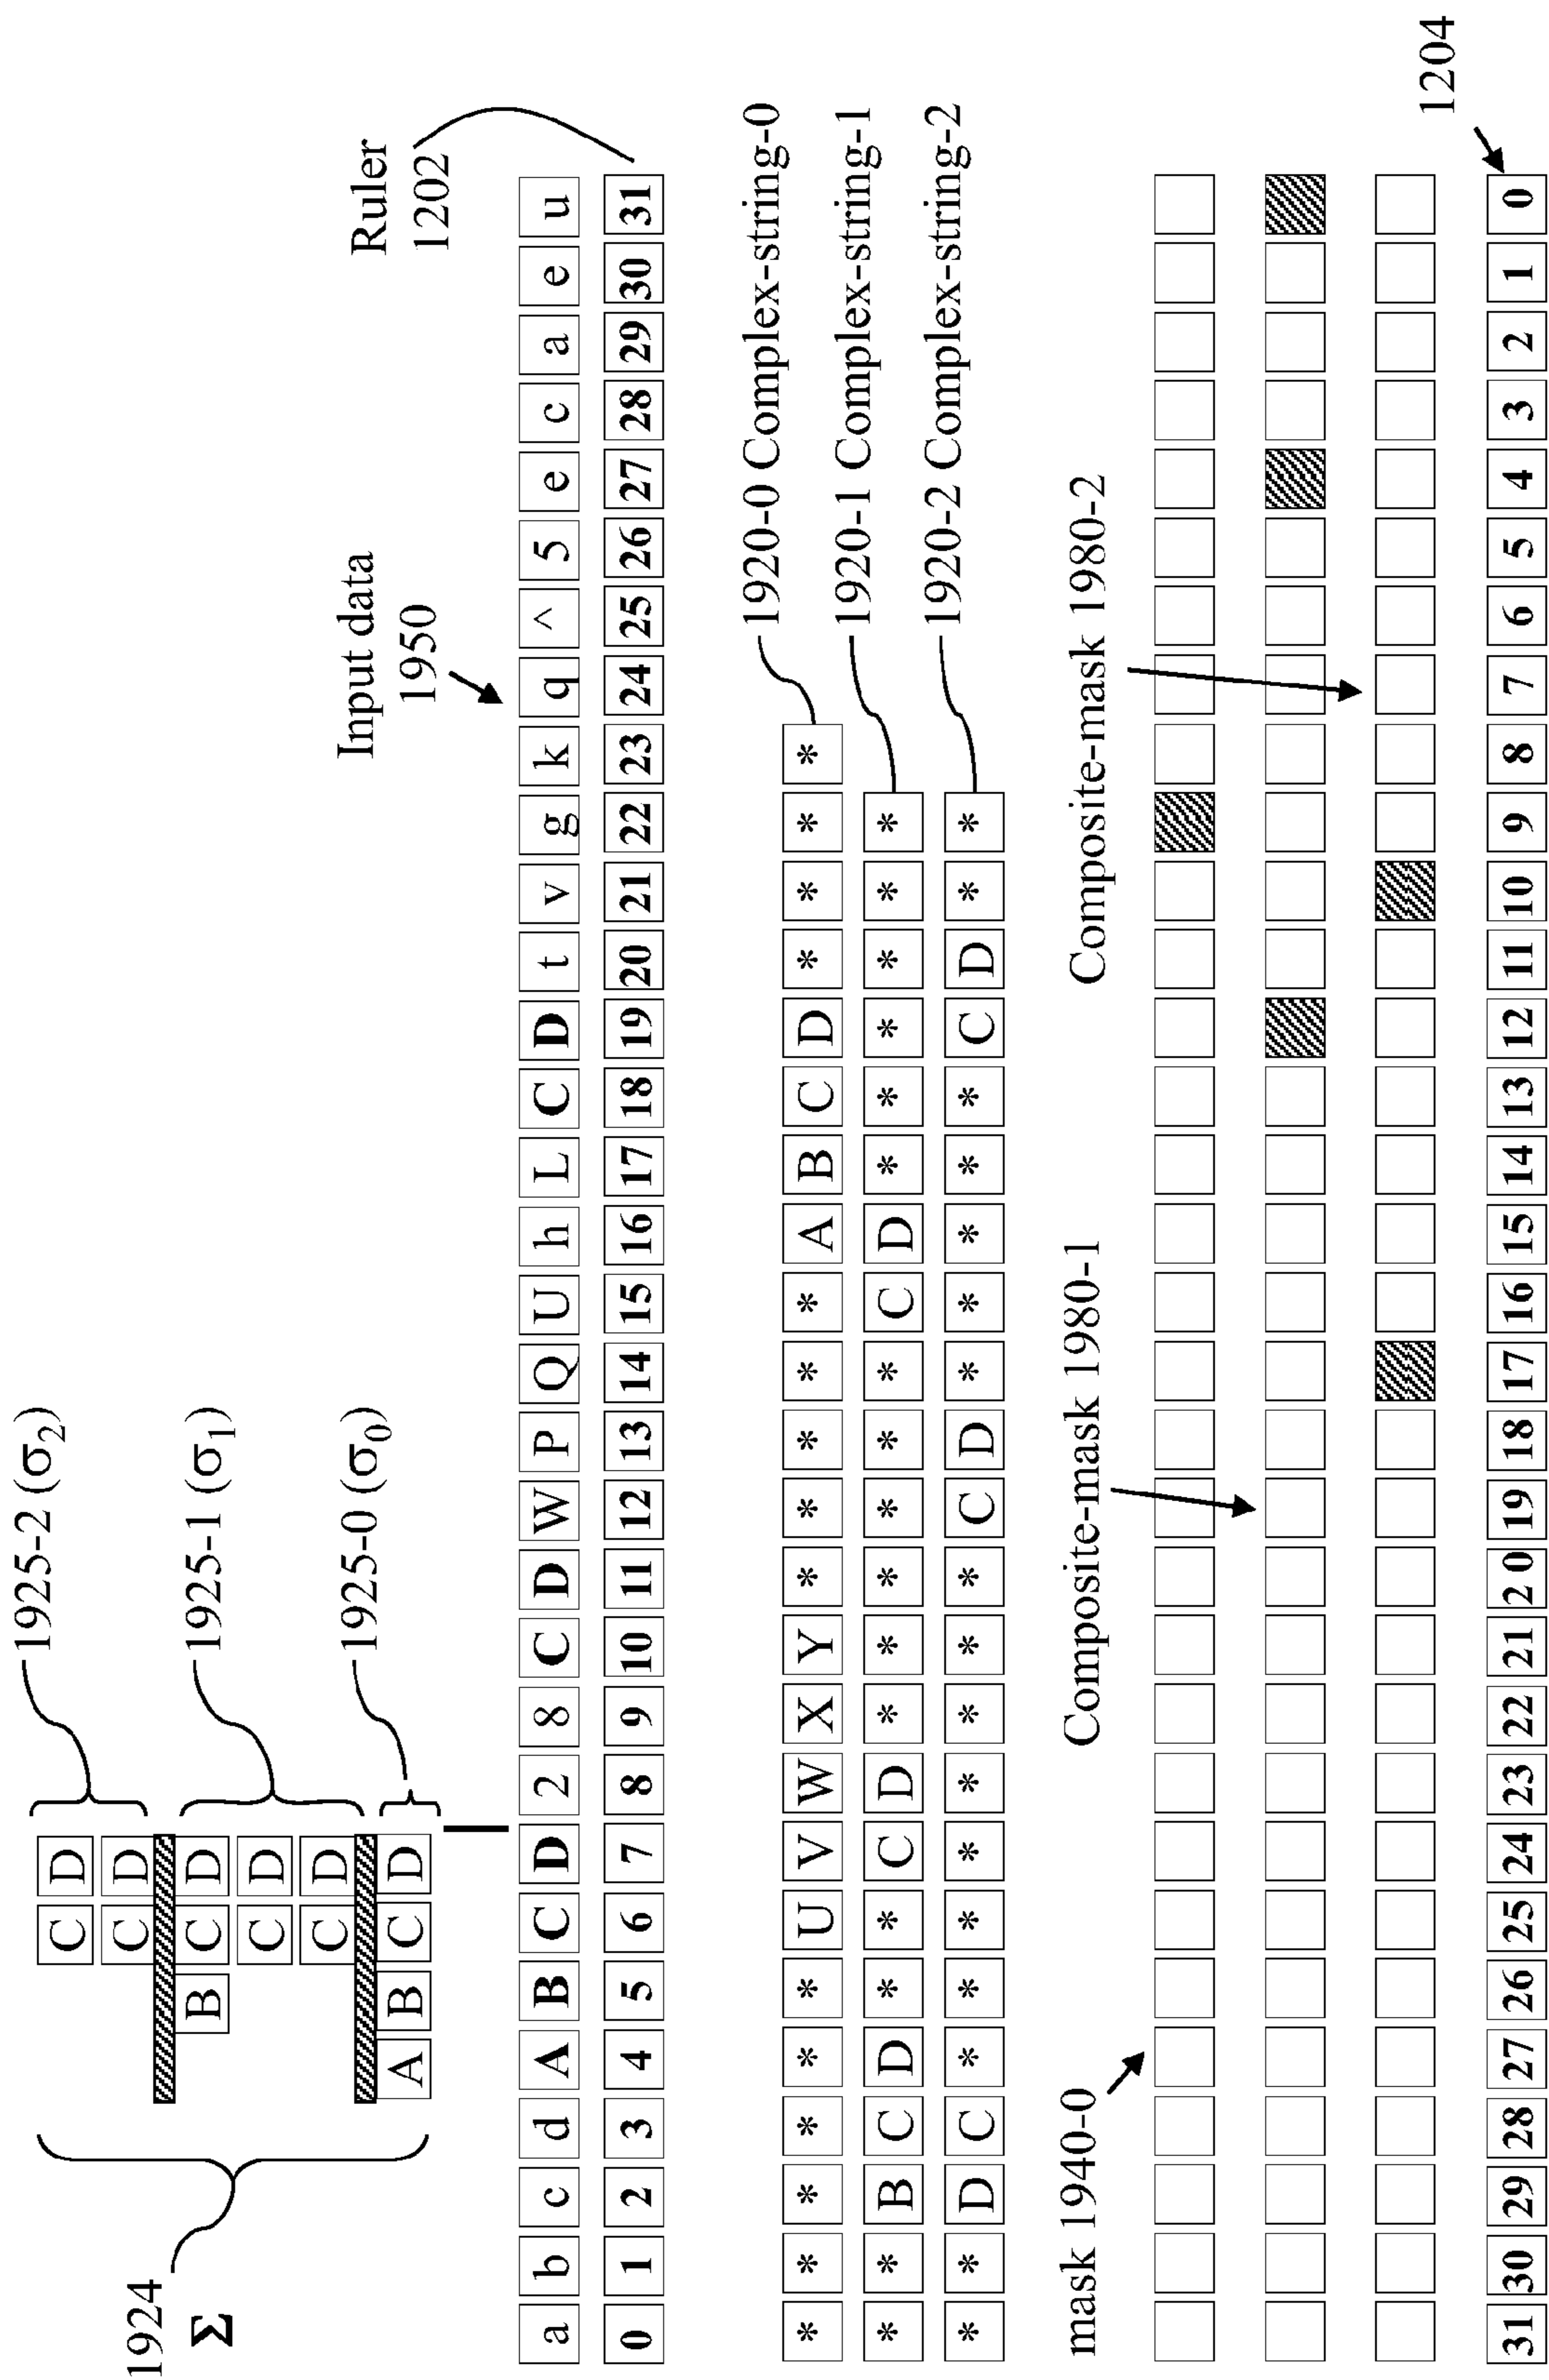 1925-2 (σ2)
C D
C D
1925-1 (σ1)
B C D
C D
C D
1925-0 (σ0)
A B C D
1924
Σ
Input data
1950
Ruler
1202
a b c d A B C D 2 8 C D W P Q U h L C D t v g k q ^ 5 e c a e u
0 1 2 3 4 5 6 7 8 9 10 11 12 13 14 15 16 17 18 19 20 21 22 23 24 25 26 27 28 29 30 31
* * * * * * U V W X Y * * * * * A B C D * * * *
1920-0 Complex-string-0
* * B C D * * C D * * * * * * C D * * * * * *
1920-1 Complex-string-1
* * D C * * * * * * * * C D * * * * * C D * *
1920-2 Complex-string-2
mask 1940-0
Composite-mask 1980-1
Composite-mask 1980-2
1204
31 30 29 28 27 26 25 24 23 22 21 20 19 18 17 16 15 14 13 12 11 10 9 8 7 6 5 4 3 2 1 0